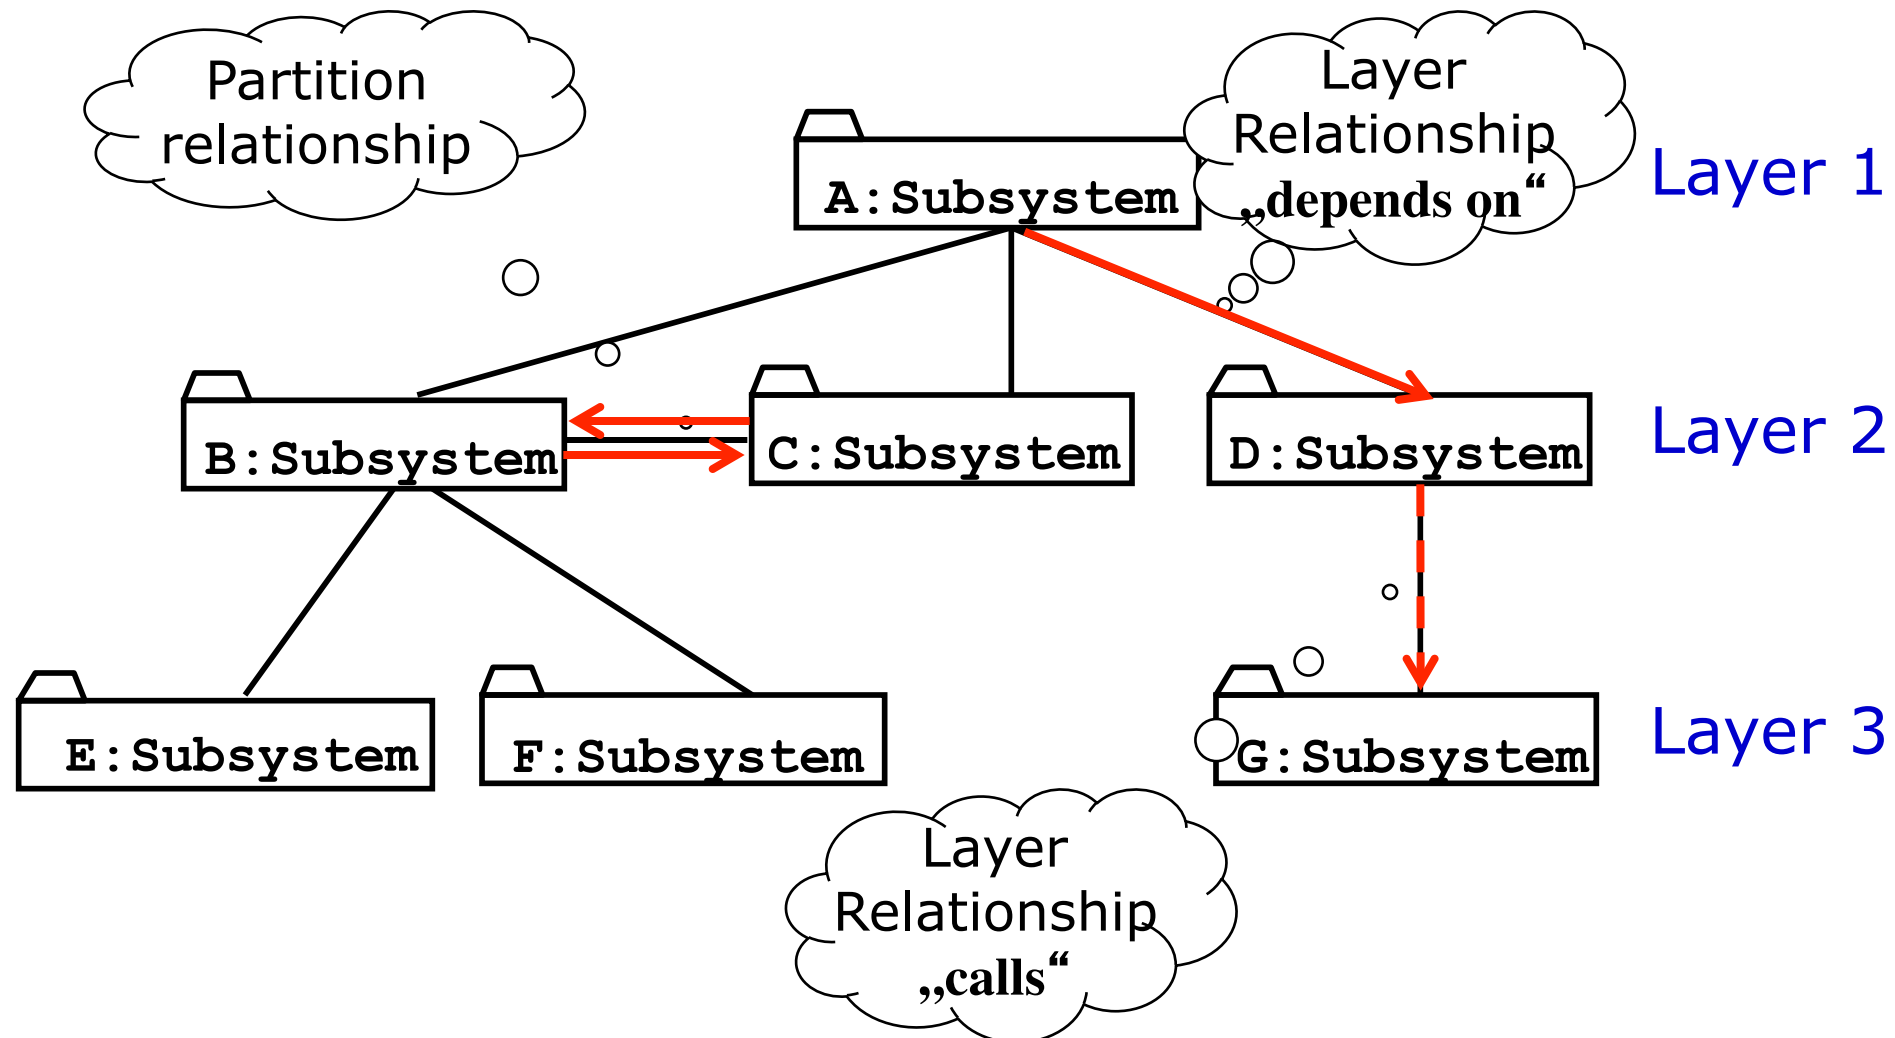 Partition
relationship
Layer
Relationship
„depends on“
A:Subsystem
Layer 1
B:Subsystem
C:Subsystem
D:Subsystem
Layer 2
E:Subsystem
F:Subsystem
G:Subsystem
Layer 3
Layer
Relationship
„calls“